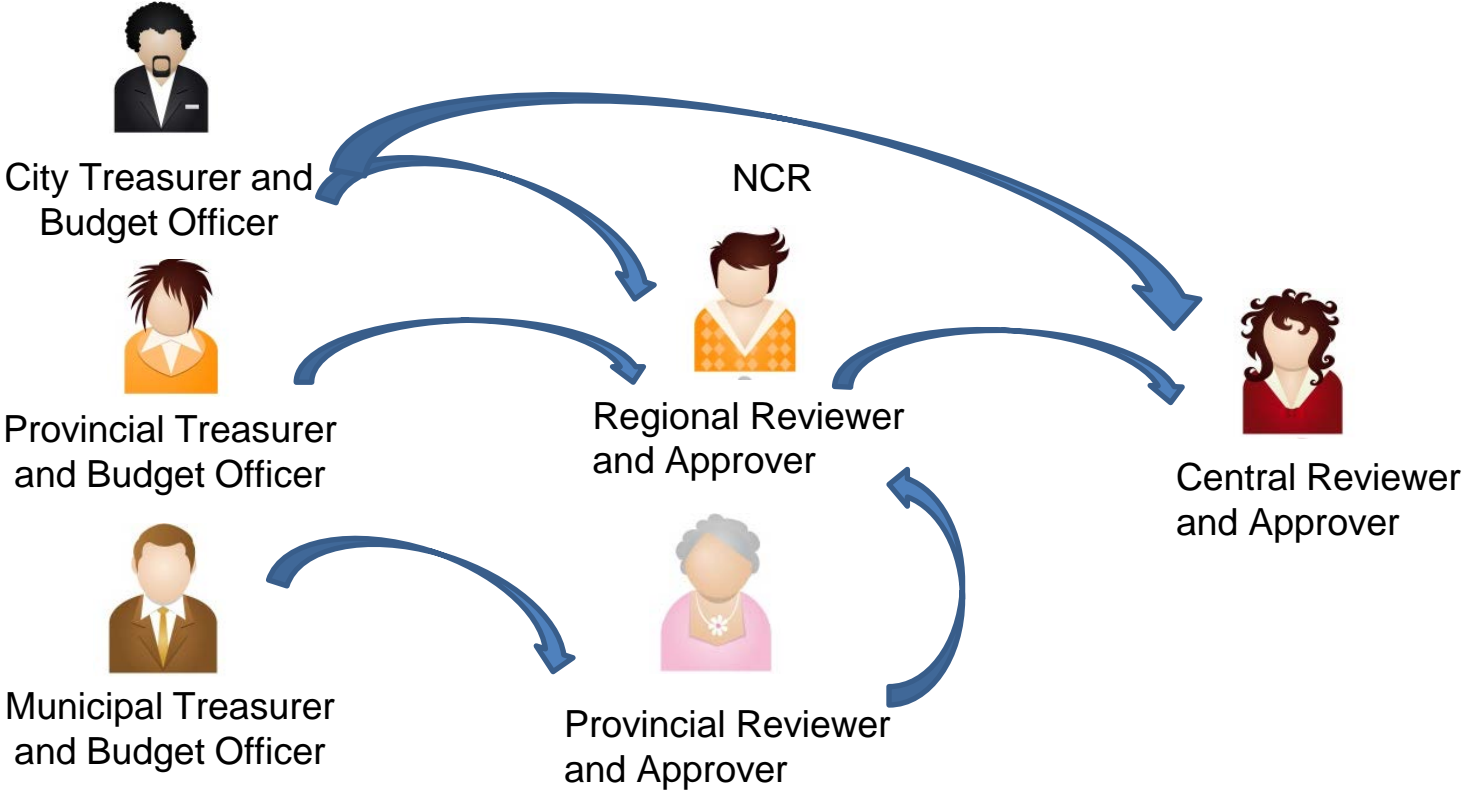 City Treasurer and
Budget Officer
NCR
Provincial Treasurer
and Budget Officer
Regional Reviewer
and Approver
Central Reviewer
and Approver
Municipal Treasurer
and Budget Officer
Provincial Reviewer
and Approver